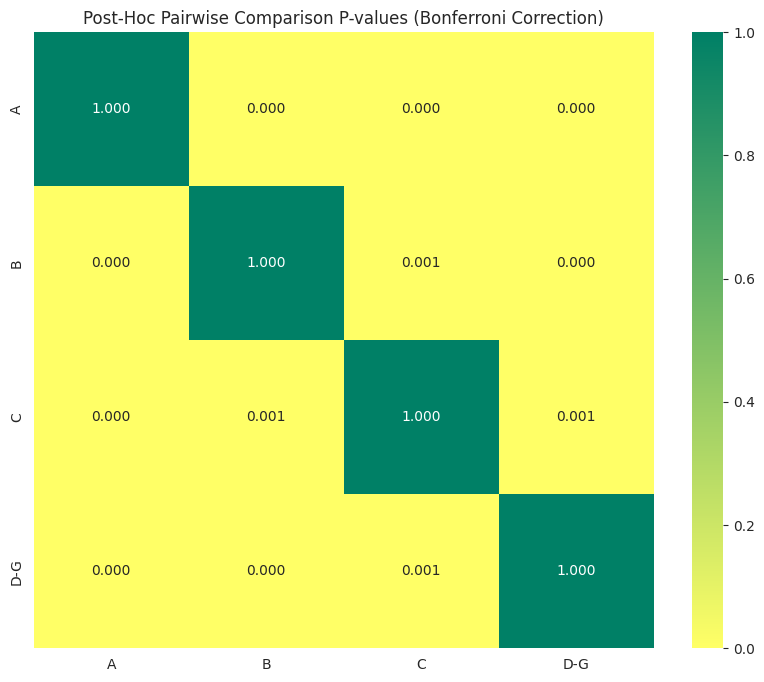 Post-Hoc Pairwise Comparison P-values (Bonferroni Correction)
A 1.000 0.000 0.000 0.000
B 0.000 1.000 0.001 0.000
C 0.000 0.001 1.000 0.001
D-G 0.000 0.000 0.001 1.000
A B C D-G
1.0
0.8
0.6
0.4
0.2
0.0